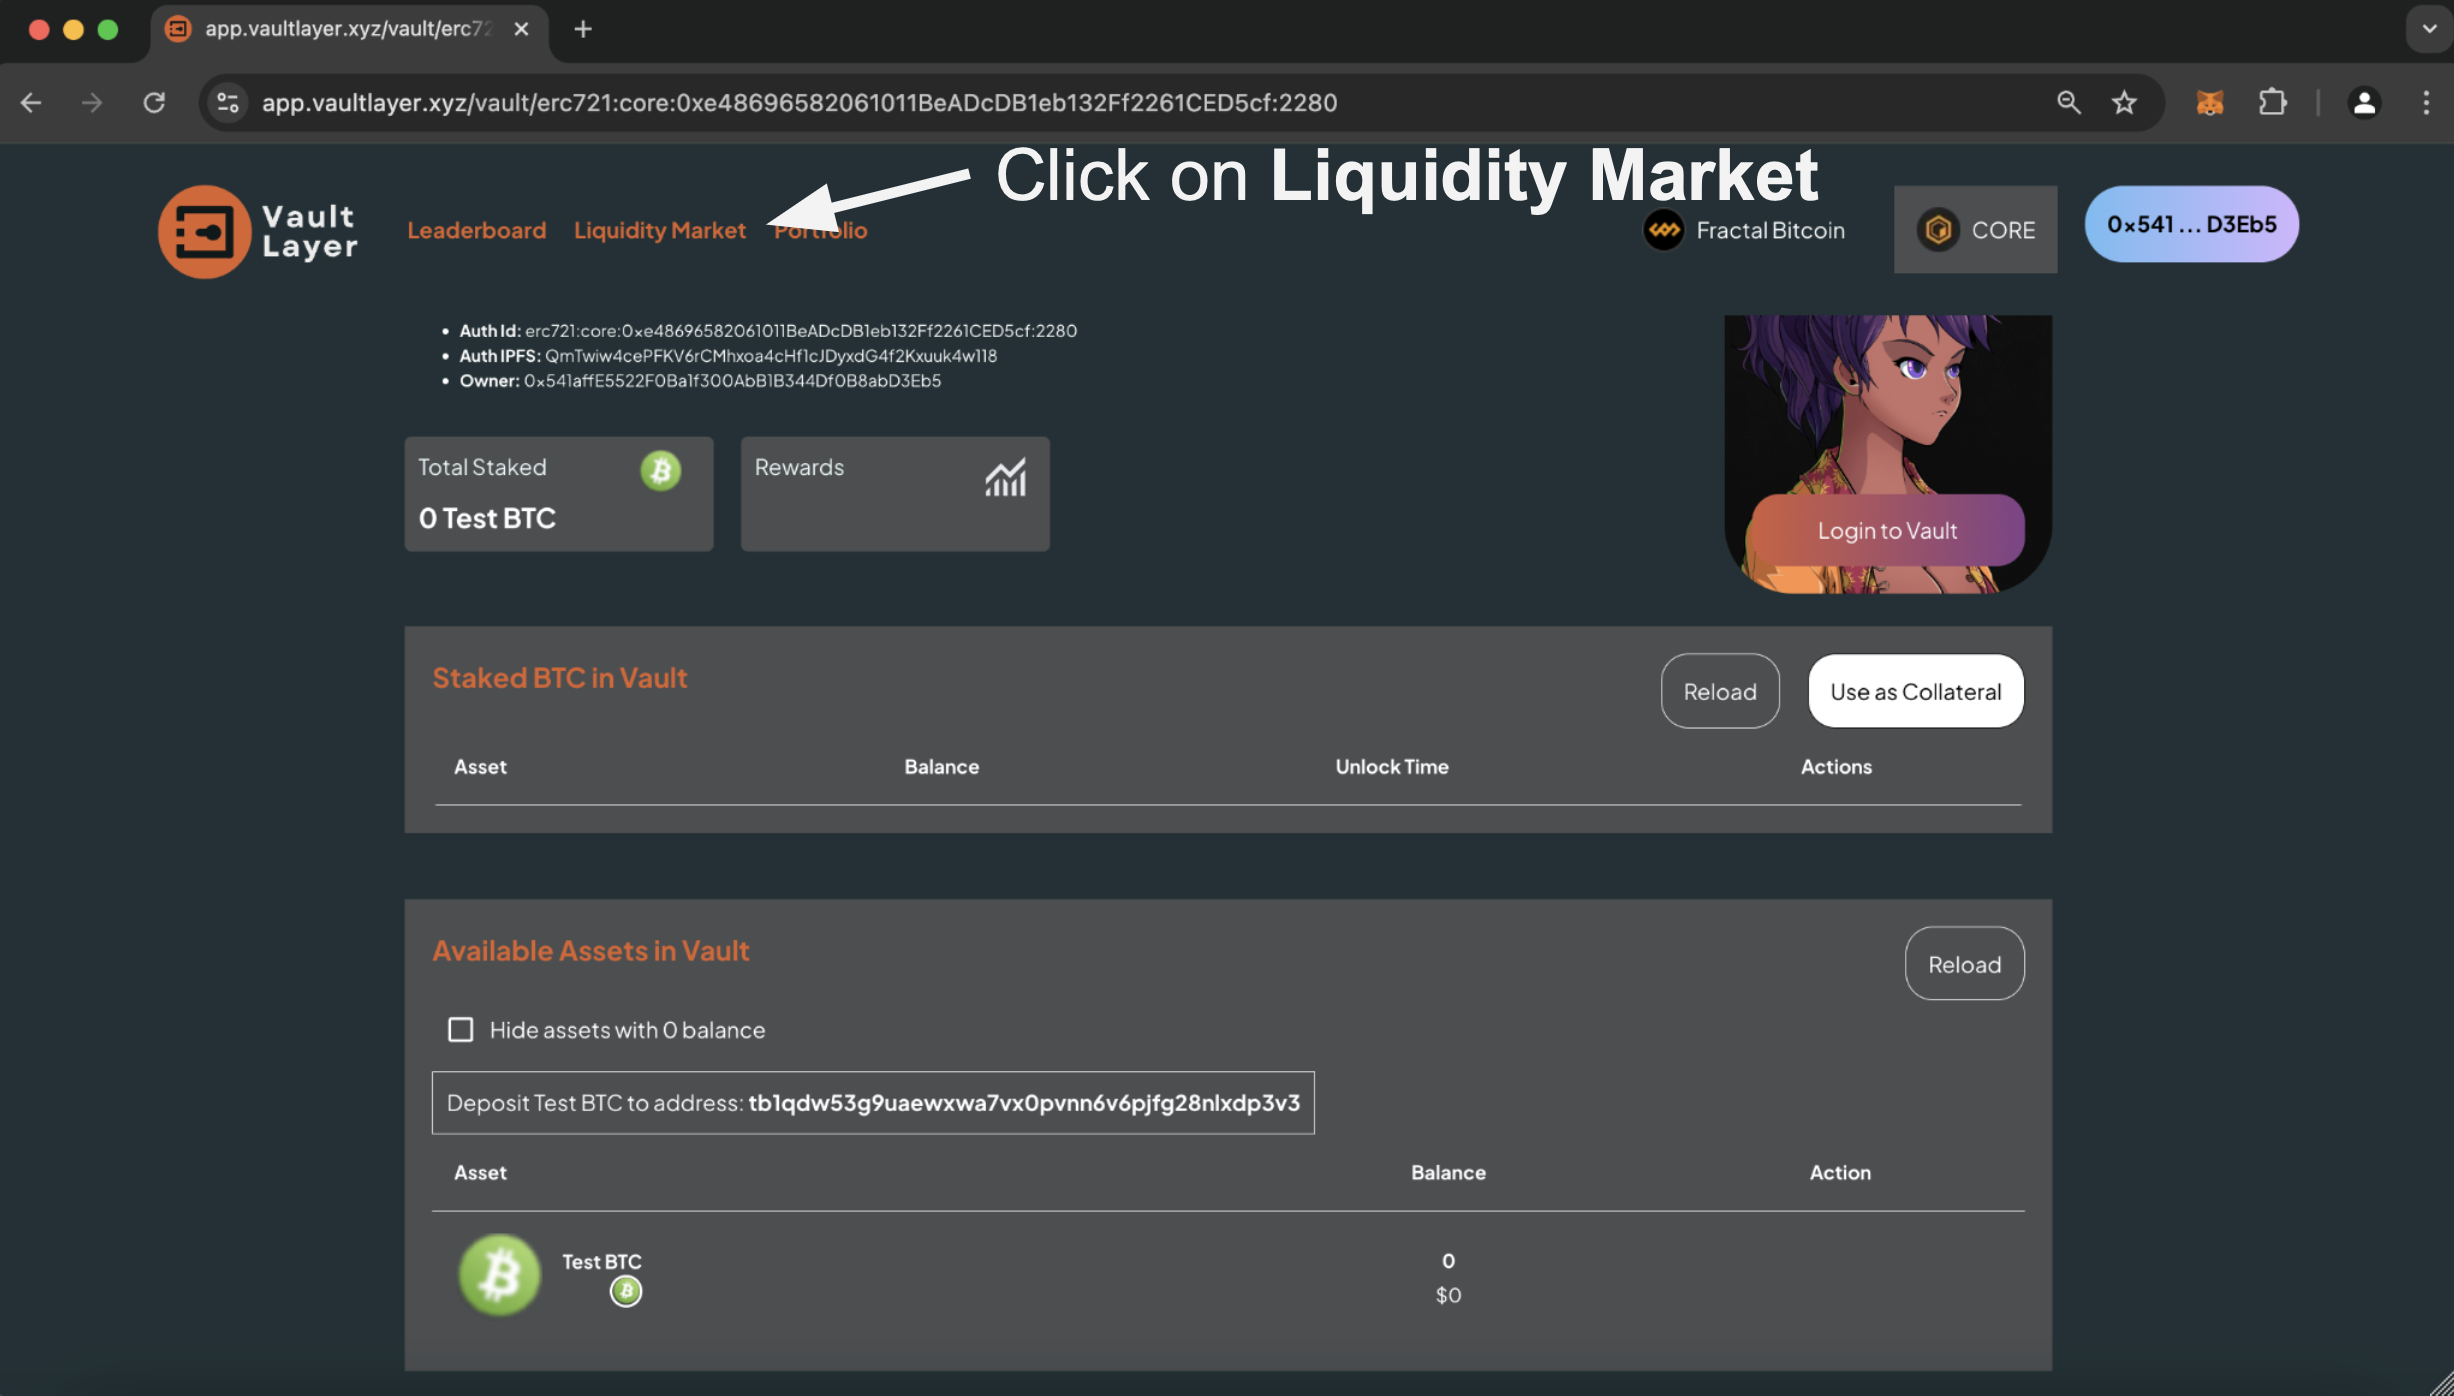 app.vaultlayer.xyz/vault/erc72
app.vaultlayer.xyz/vault/erc721:core:0xe48696582061011BeADcDB1eb132Ff2261CED5cf:2280
Click on Liquidity Market
Vault Layer
Leaderboard Liquidity Market Portfolio
Fractal Bitcoin
CORE
0x541 ... D3Eb5
Auth Id: erc721:core:0xe48696582061011BeADcDB1eb132Ff2261CED5cf:2280
Auth IPFS: QmTwiw4cePFKV6rCMhxoa4cHf1cJDyxdG4f2Kxuuk4w118
Owner: 0x541affE5522F0Ba1f300AbB1B344Df0B8abD3Eb5
Total Staked
0 Test BTC
Rewards
Login to Vault
Staked BTC in Vault
Reload
Use as Collateral
Asset Balance Unlock Time Actions
Available Assets in Vault
Reload
Hide assets with 0 balance
Deposit Test BTC to address: tb1qdw53g9uaewxwa7vx0pvnn6v6pjfg28nlxdp3v3
Asset Balance Action
Test BTC
0
$0